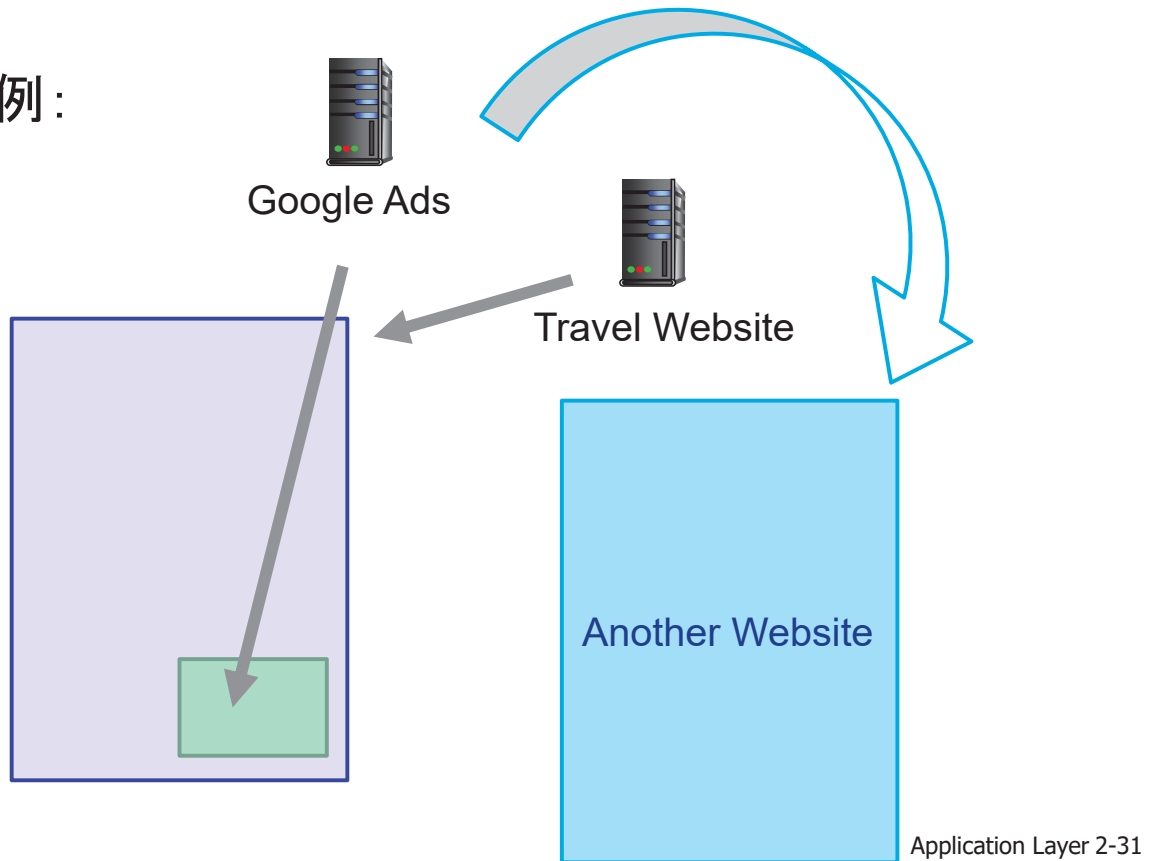 例:
Google Ads
Travel Website
Another Website
Application Layer 2-31